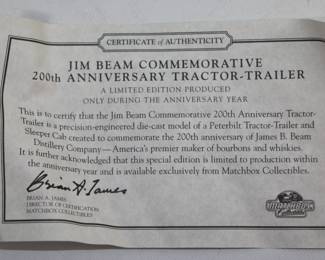 CERTIFICATE OF AUTHENTICITY
JIM BEAM COMMEMORATIVE
200th ANNIVERSARY TRACTOR-TRAILER
A LIMITED EDITION PRODUCED
ONLY DURING THE ANNIVERSARY YEAR
This is to certify that the Jim Beam Commemorative 200th Anniversary Tractor-
Trailer is a precision-engineered die-cast model of a Peterbilt Tractor-Trailer and
Sleeper Cab created to commemorate the 200th anniversary of James B. Beam
Distillery Company—America's premier maker of bourbons and whiskies.
It is further acknowledged that this special edition is limited to production within
the anniversary year and is available exclusively from Matchbox Collectibles.
Brian A. James
BRIAN A. JAMES
DIRECTOR OF CERTIFICATION
MATCHBOX COLLECTIBLES